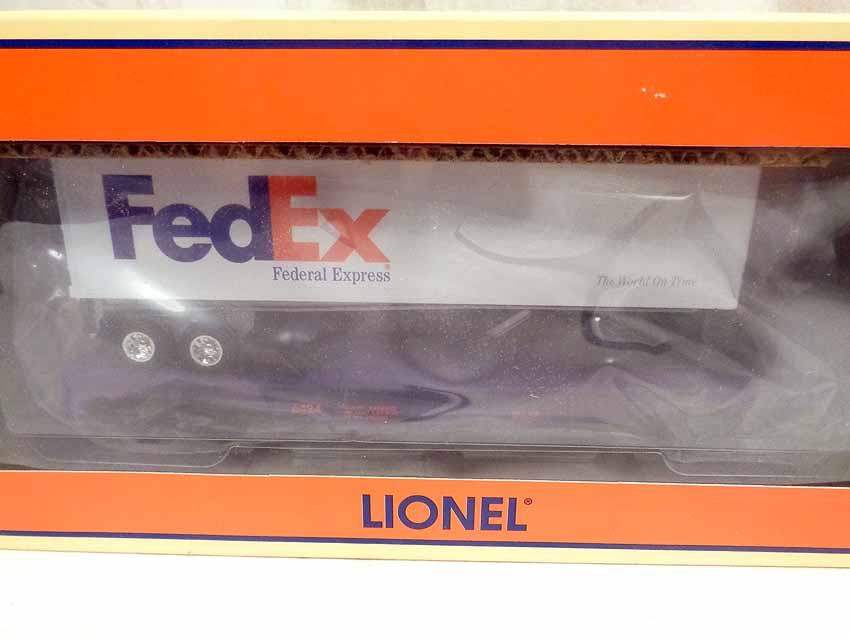 FedEx
Federal Express®
The World On Time
LIONEL®